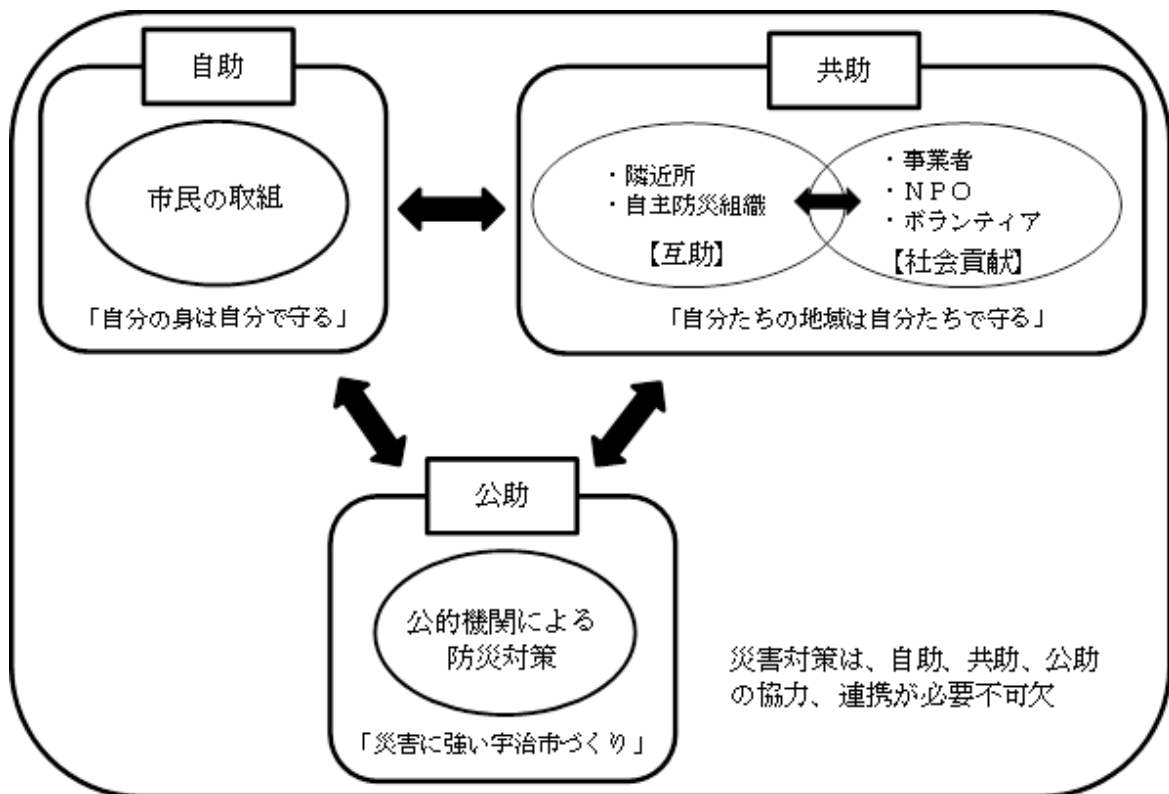 自助
市民の取組
「自分の身は自分で守る」
共助
・隣近所
・自主防災組織
【互助】
・事業者
・ＮＰＯ
・ボランティア
【社会貢献】
「自分たちの地域は自分たちで守る」
公助
公的機関による
防災対策
「災害に強い宇治市づくり」
災害対策は、自助、共助、公助
の協力、連携が必要不可欠